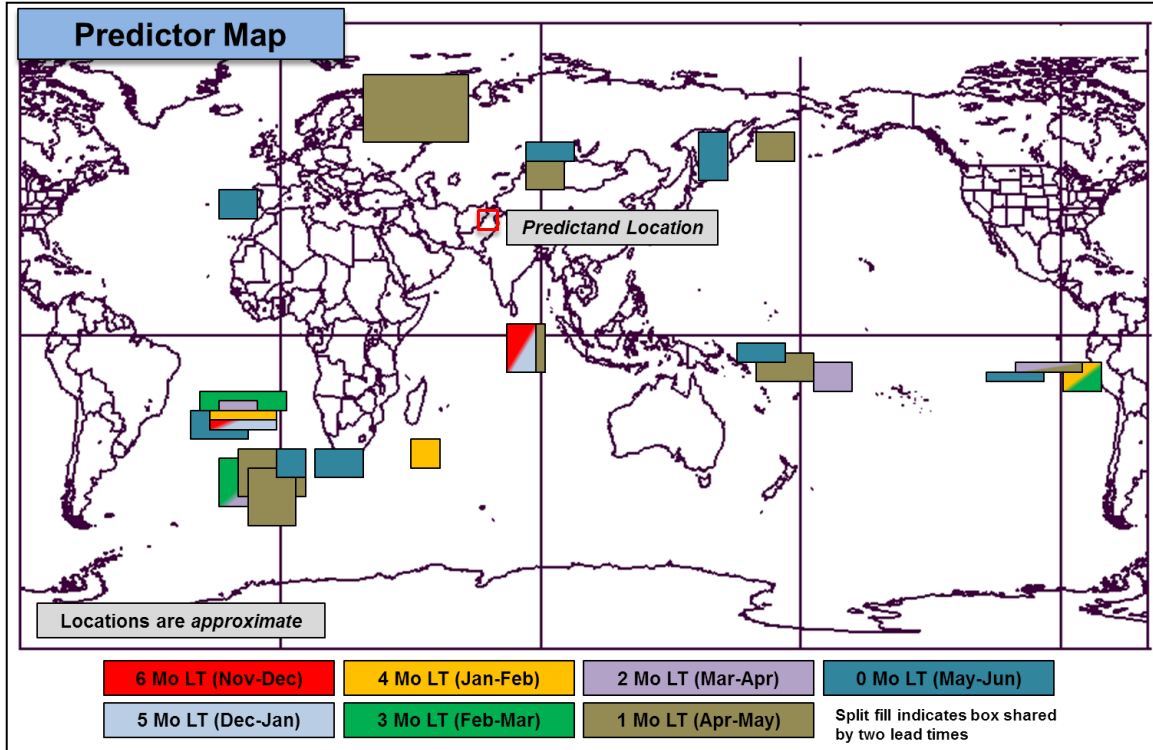 Predictor Map
Predictand Location
Locations are approximate
6 Mo LT (Nov-Dec)
4 Mo LT (Jan-Feb)
2 Mo LT (Mar-Apr)
0 Mo LT (May-Jun)
5 Mo LT (Dec-Jan)
3 Mo LT (Feb-Mar)
1 Mo LT (Apr-May)
Split fill indicates box shared
by two lead times